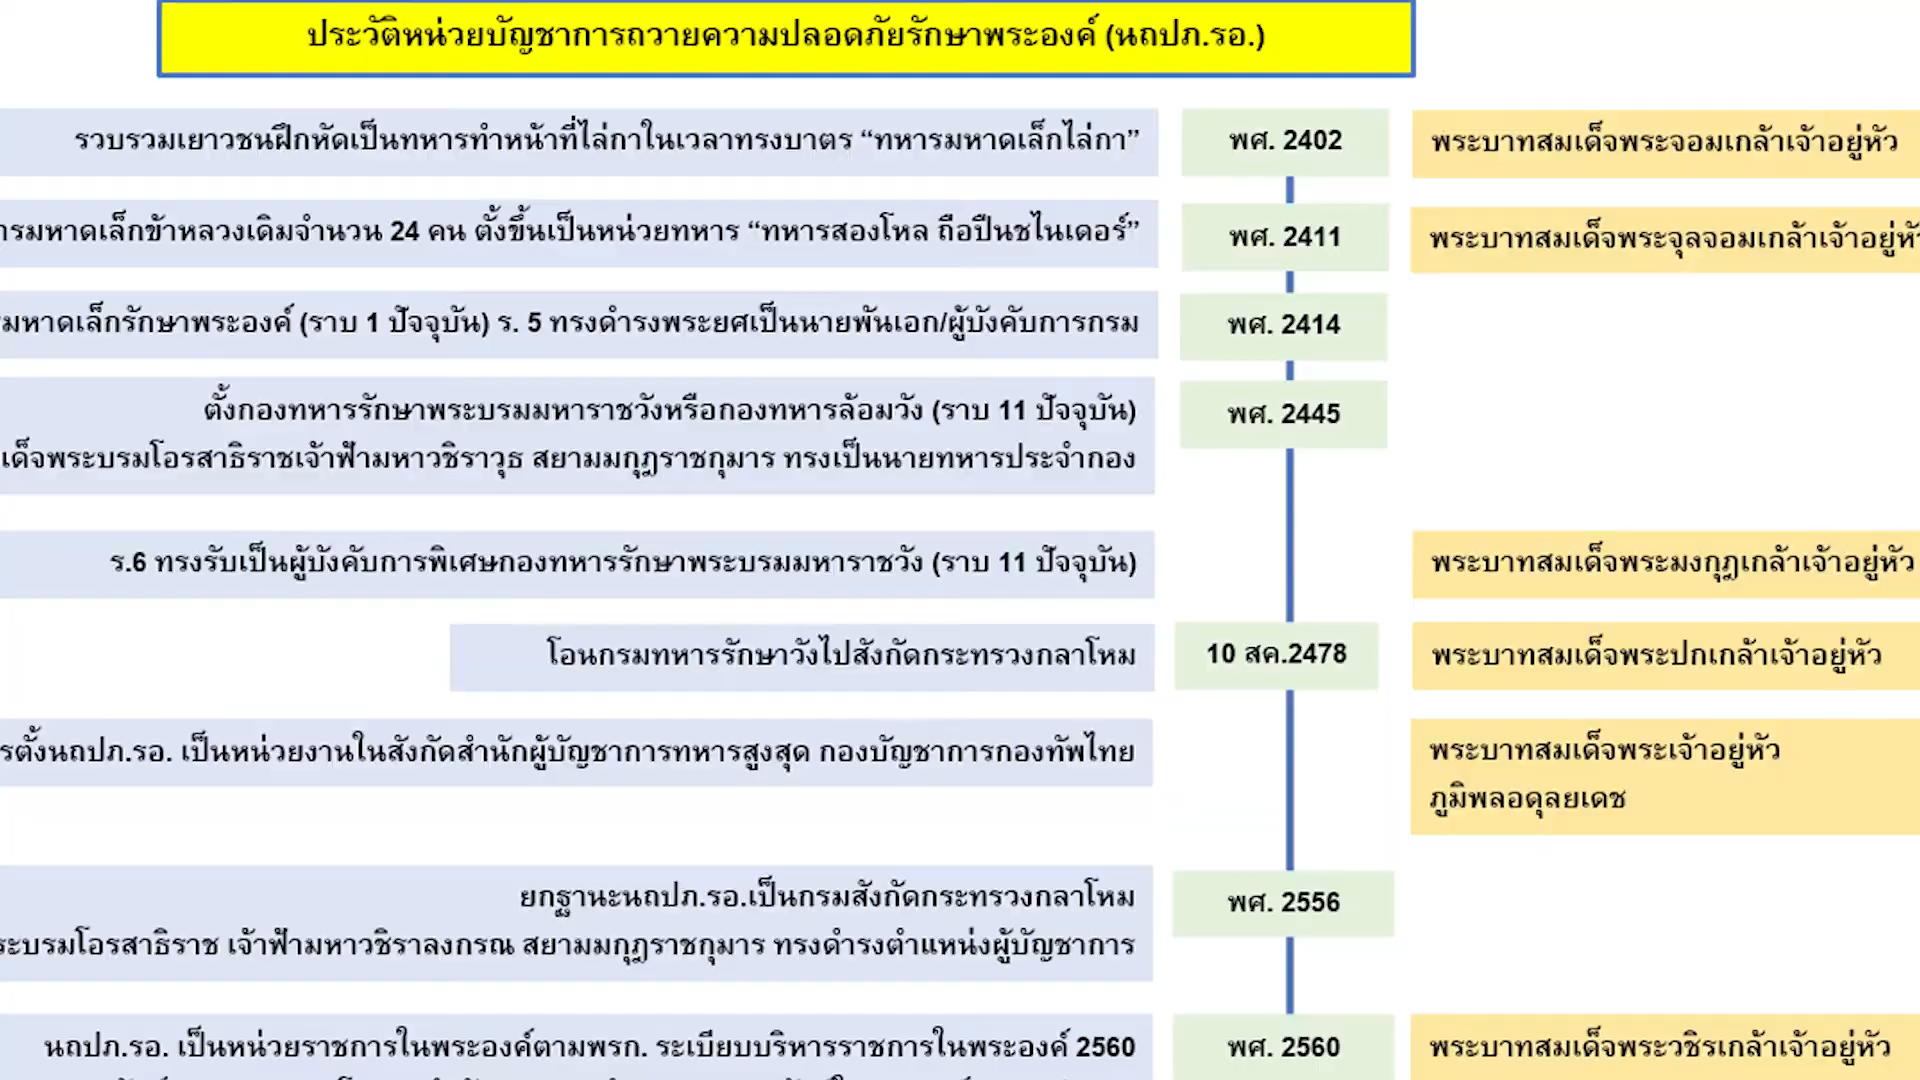 ประวัติหน่วยบัญชาการถวายความปลอดภัยรักษาพระองค์ (นถปภ.รอ.)
รวบรวมเยาวชนฝึกหัดเป็นทหารทำหน้าที่ไล่กาในเวลาทรงบาตร “ทหารมหาดเล็กไล่กา”
พศ. 2402
พระบาทสมเด็จพระจอมเกล้าเจ้าอยู่หัว
มหาดเล็กข้าหลวงเดิมจำนวน 24 คน ตั้งขึ้นเป็นหน่วยทหาร “ทหารสองโหล ถือปืนชไนเดอร์”
พศ. 2411
พระบาทสมเด็จพระจุลจอมเกล้าเจ้าอยู่หัว
มหาดเล็กรักษาพระองค์ (ราบ 1 ปัจจุบัน) ร. 5 ทรงดำรงพระยศเป็นนายพันเอก/ผู้บังคับการกรม
พศ. 2414
ตั้งกองทหารรักษาพระบรมมหาราชวังหรือกองทหารล้อมวัง (ราบ 11 ปัจจุบัน)
เด็จพระบรมโอรสาธิราชเจ้าฟ้ามหาวชิราวุธ สยามมกุฎราชกุมาร ทรงเป็นนายทหารประจำกอง
พศ. 2445
ร.6 ทรงรับเป็นผู้บังคับการพิเศษกองทหารรักษาพระบรมมหาราชวัง (ราบ 11 ปัจจุบัน)
พระบาทสมเด็จพระมงกุฎเกล้าเจ้าอยู่หัว
โอนกรมทหารรักษาวังไปสังกัดกระทรวงกลาโหม
10 สค.2478
พระบาทสมเด็จพระปกเกล้าเจ้าอยู่หัว
รตั้งนถปภ.รอ. เป็นหน่วยงานในสังกัดสำนักผู้บัญชาการทหารสูงสุด กองบัญชาการกองทัพไทย
พระบาทสมเด็จพระเจ้าอยู่หัว
ภูมิพลอดุลยเดช
ยกฐานะนถปภ.รอ.เป็นกรมสังกัดกระทรวงกลาโหม
ระบรมโอรสาธิราช เจ้าฟ้ามหาวชิราลงกรณ สยามมกุฎราชกุมาร ทรงดำรงตำแหน่งผู้บัญชาการ
พศ. 2556
นถปภ.รอ. เป็นหน่วยราชการในพระองค์ตามพรก. ระเบียบบริหารราชการในพระองค์ 2560
พศ. 2560
พระบาทสมเด็จพระวชิรเกล้าเจ้าอยู่หัว